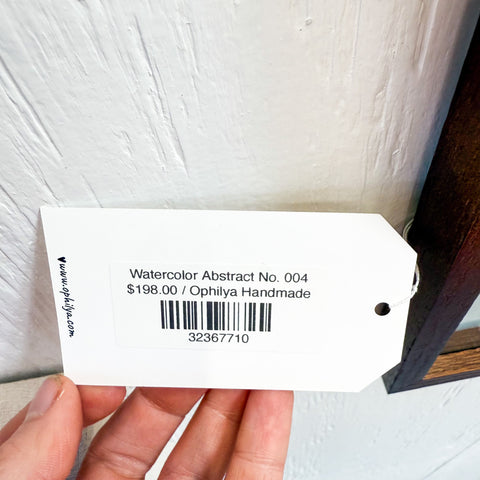 Watercolor Abstract No. 004
$198.00 / Ophilya Handmade
32367710
♥www.ophilya.com